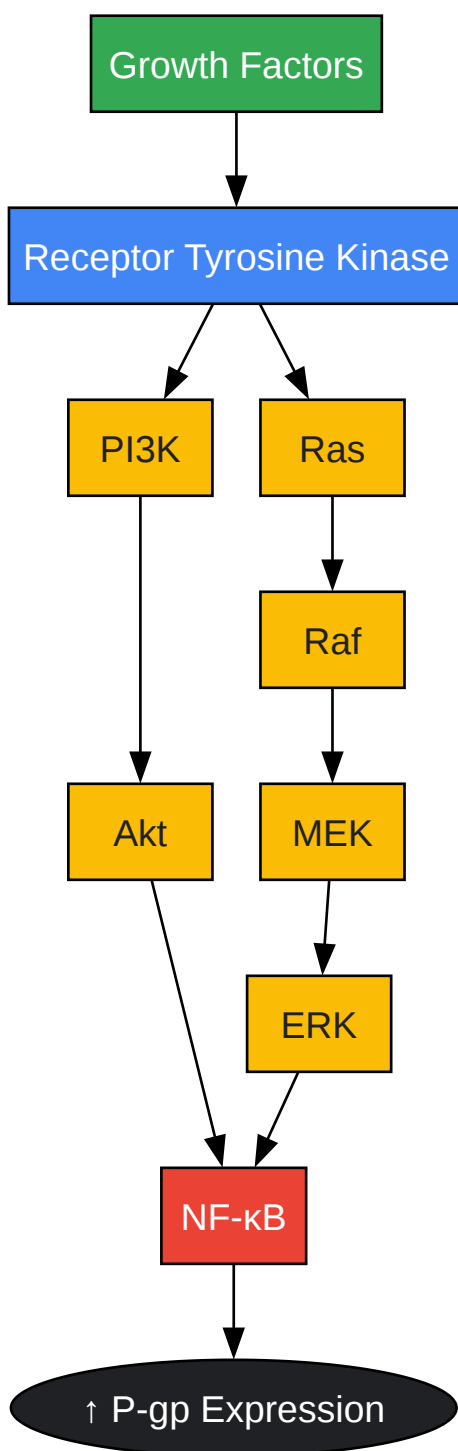 Growth Factors
Receptor Tyrosine Kinase
PI3K
Ras
Raf
Akt
MEK
ERK
NF-κB
↑ P-gp Expression